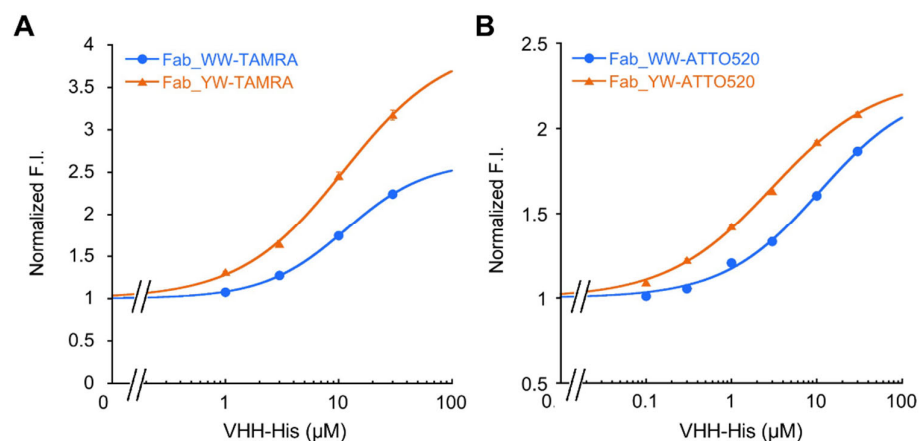 A
Fab_WW-TAMRA
Fab_YW-TAMRA
Normalized F.I.
4
3.5
3
2.5
2
1.5
1
0.5
0
0
1
10
100
VHH-His (µM)
B
Fab_WW-ATTO520
Fab_YW-ATTO520
Normalized F.I.
2.5
2
1.5
1
0.5
0.
0.1
1
10
100
VHH-His (µM)